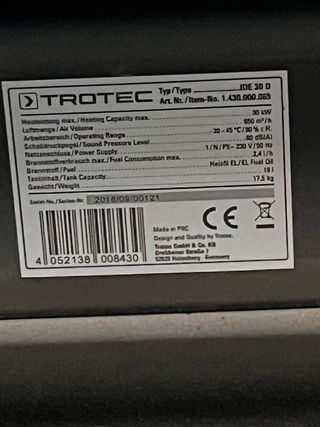 TROTEC
Typ/Type IDE 30 D
Art. Nr. /Item-No. 1.430.000.065
Heizleistung max. / Heating Capacity max. 30 kW
Luftmenge / Air Volume 650 m³/h
Arbeitsbereich / Operating Range -20 - 45 °C/90 % r. H.
Schalldruckpegel / Sound Pressure Level 60 dB(A)
Netzanschluss / Power Supply 1/N/PE~ 230 V/50 Hz
Brennstoffverbrauch max. / Fuel Consumption max. 2,4 l/h
Brennstoff / Fuel Heizöl EL/EL Fuel Oil
Tankinhalt / Tank Capacity 19 l
Gewicht / Weight 17,5 kg
Serien-No. /Series-Nr. 2016/09/00121
Made in PRC
Design and Quality by Trotec.
Trotec GmbH & Co. KG
Grebbener Straße 7
52525 Heinsberg · Germany
CE
4 052138 008430